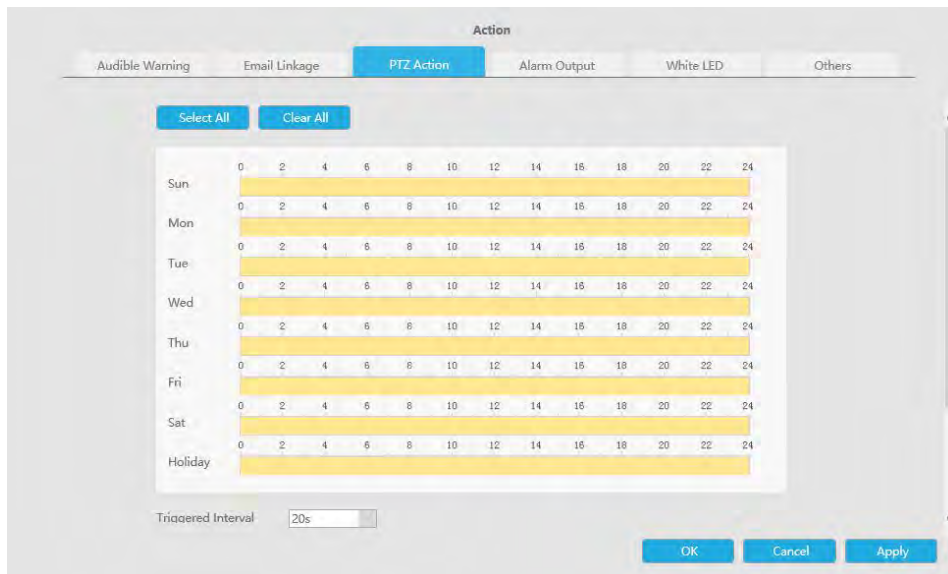 Action
Audible Warning Email Linkage PTZ Action Alarm Output White LED Others
Select All Clear All
0 2 4 6 8 10 12 14 16 18 20 22 24
Sun
0 2 4 6 8 10 12 14 16 18 20 22 24
Mon
0 2 4 6 8 10 12 14 16 18 20 22 24
Tue
0 2 4 6 8 10 12 14 16 18 20 22 24
Wed
0 2 4 6 8 10 12 14 16 18 20 22 24
Thu
0 2 4 6 8 10 12 14 16 18 20 22 24
Fri
0 2 4 6 8 10 12 14 16 18 20 22 24
Sat
0 2 4 6 8 10 12 14 16 18 20 22 24
Holiday
Triggered Interval 20s
OK Cancel Apply